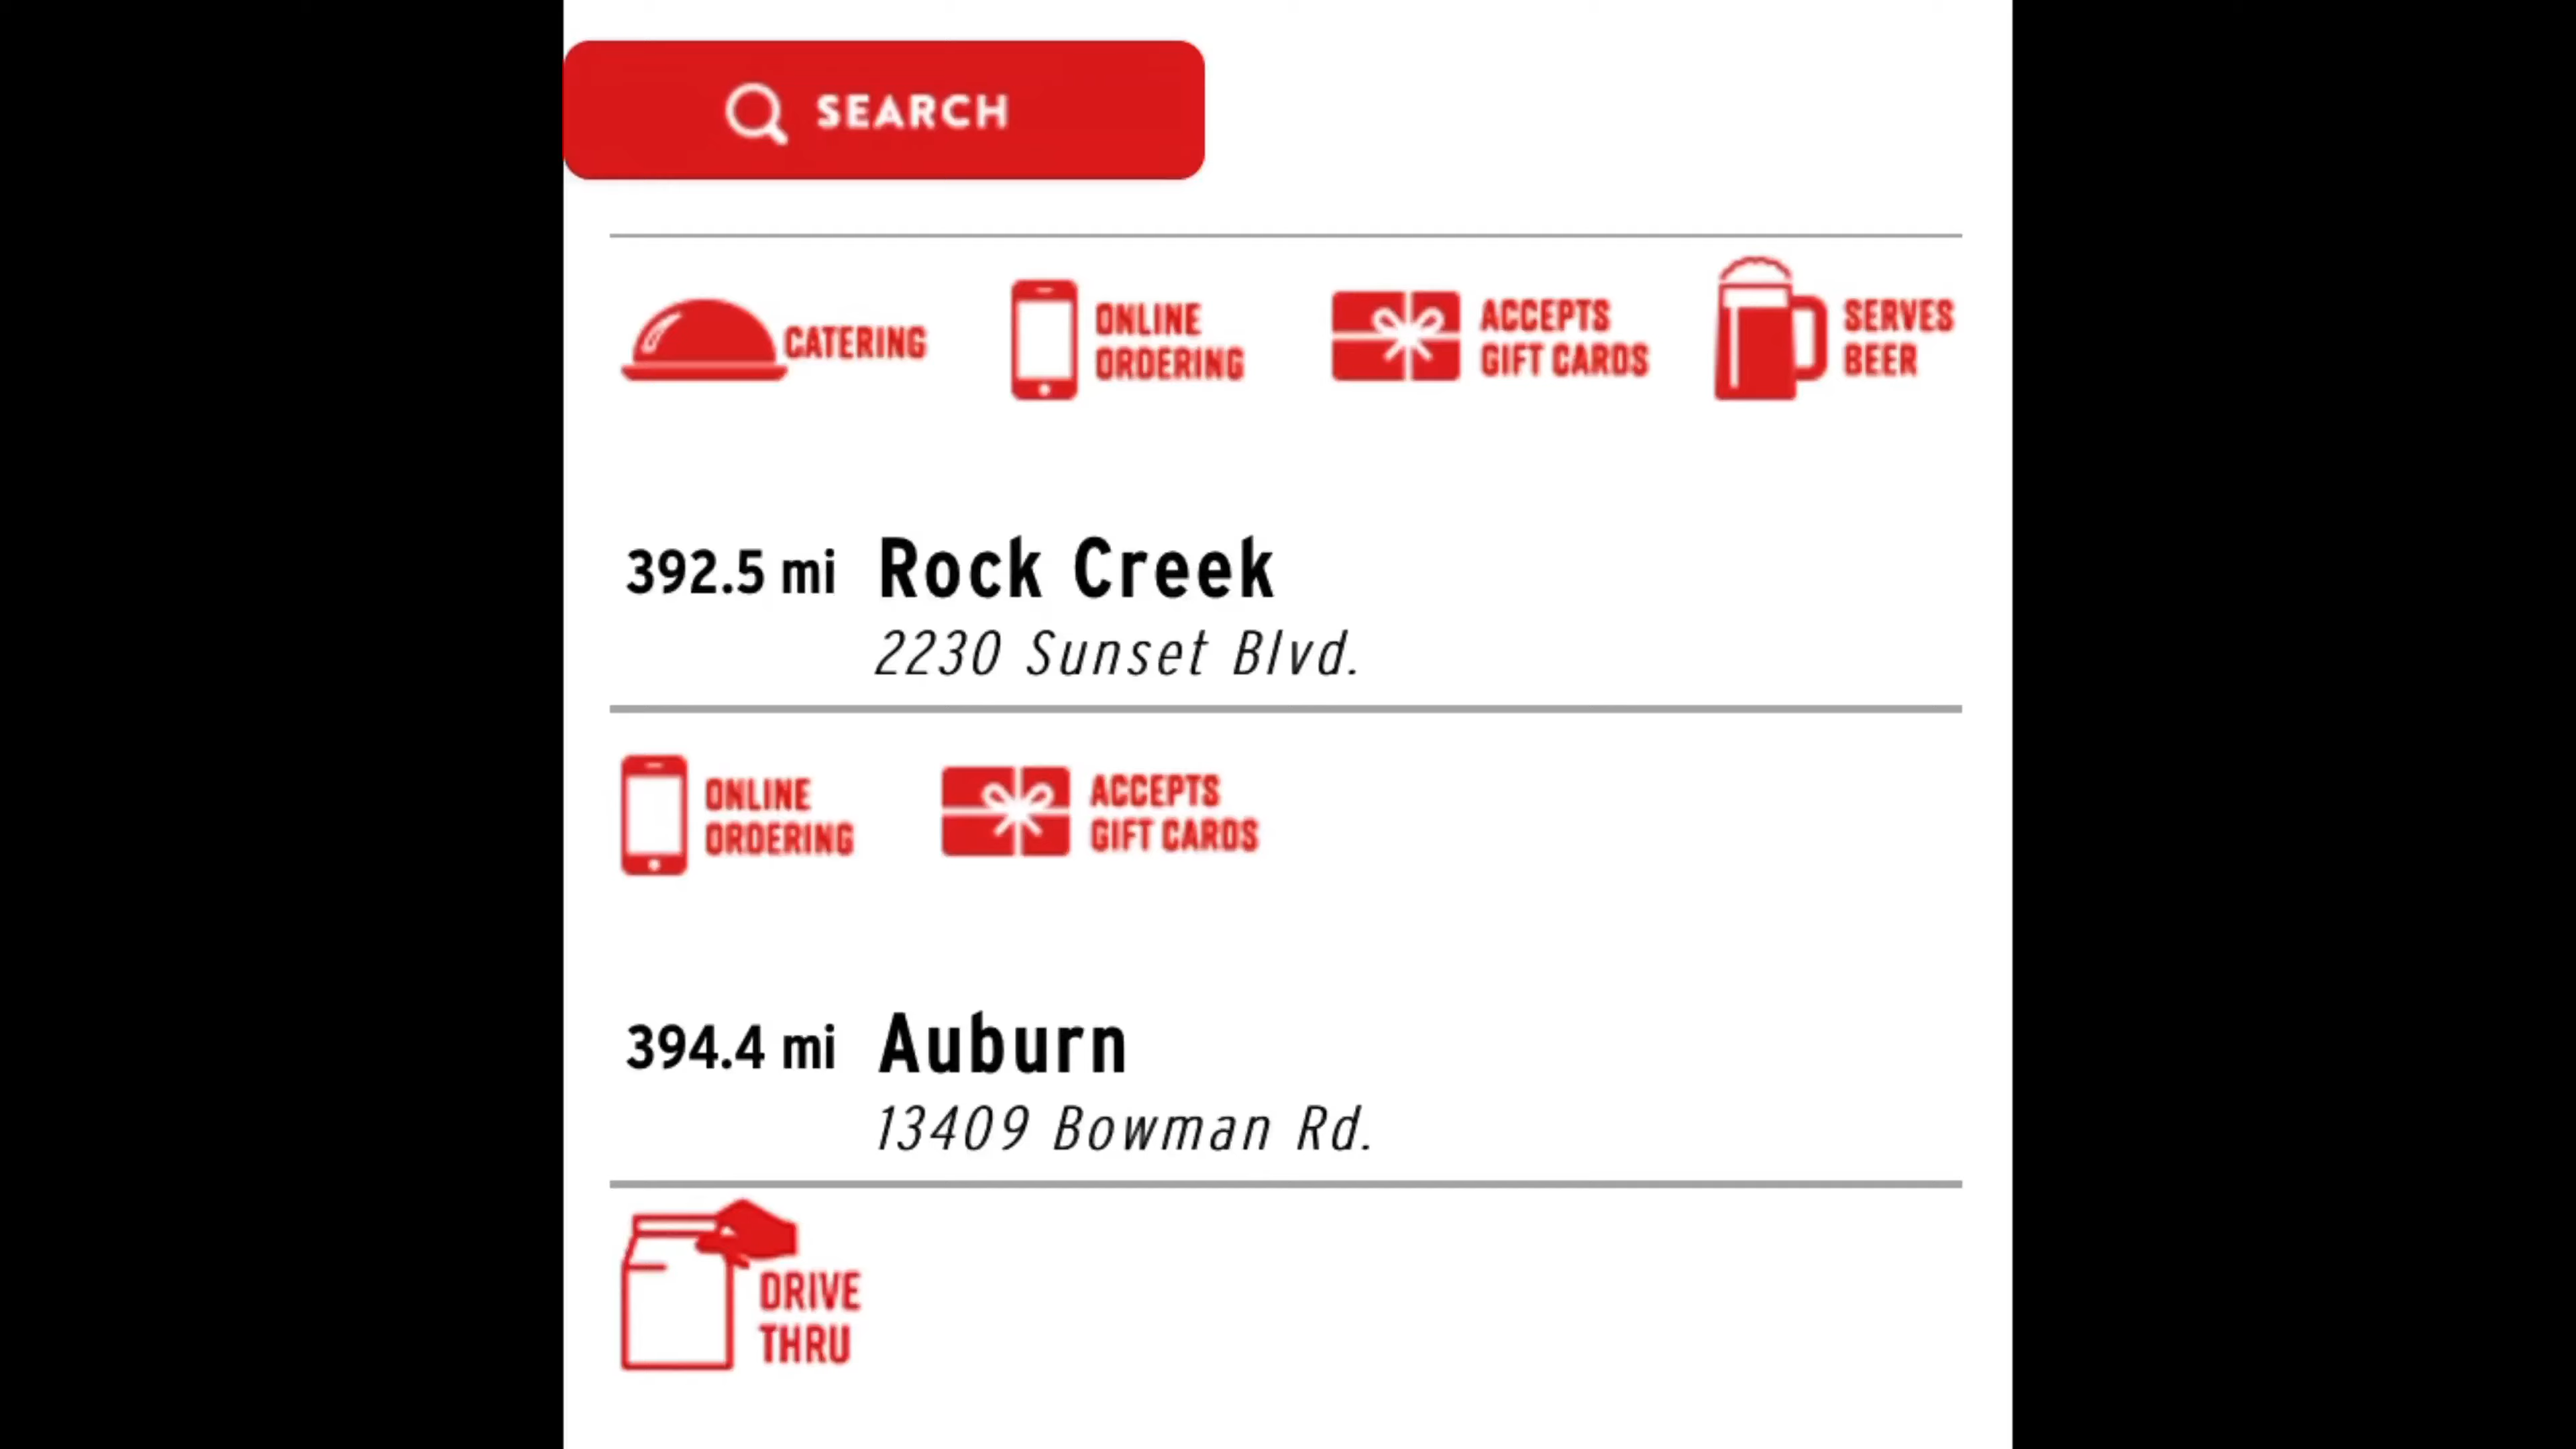 SEARCH
CATERING
ONLINE
ORDERING
ACCEPTS
GIFT CARDS
SERVES
BEER
392.5 mi Rock Creek
2230 Sunset Blvd.
ONLINE
ORDERING
ACCEPTS
GIFT CARDS
394.4 mi Auburn
13409 Bowman Rd.
DRIVE
THRU